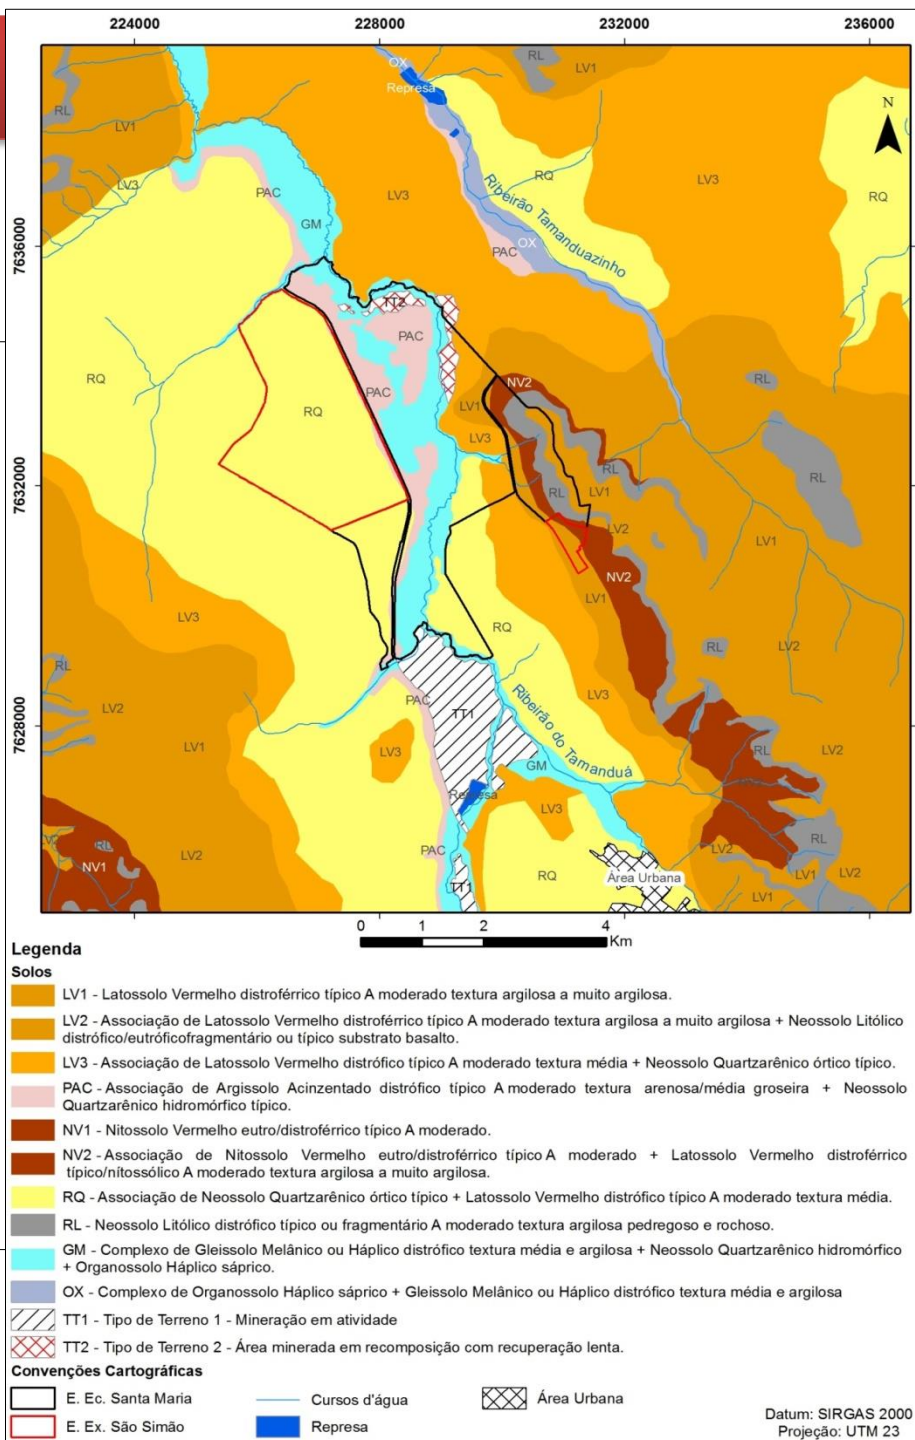 224000 228000 232000 236000
OX
RL
LV1
Represa
RL
LV1
N
LV3
PAC
LV3
RQ
LV3
RQ
GM
Ribeirão Tamanduazinho
OX
PAC
7636000
TT2
PAC
RQ
NV2
RL
RQ
PAC
LV1
LV3
RL
7632000
RL
LV1
RL
LV2
LV1
NV2
LV3
LV1
RQ
LV2
RL
RL
LV2
PAC
LV3
TT1
Ribeirão do Tamanduá
7628000
LV1
LV3
GM
RL
LV2
Represa
LV3
RL
LV2
PAC
LV3
RL
NV1
TT1
RQ
Área Urbana
LV1
LV2
LV1
0 1 2 4
Km
Legenda
Solos
LV1 - Latossolo Vermelho distroférrico típico A moderado textura argilosa a muito argilosa.
LV2 - Associação de Latossolo Vermelho distroférrico típico A moderado textura argilosa a muito argilosa + Neossolo Litólico
distrófico/eutróficofragmentário ou típico substrato basalto.
LV3 - Associação de Latossolo Vermelho distrófico típico A moderado textura média + Neossolo Quartzarênico órtico típico.
PAC - Associação de Argissolo Acinzentado distrófico típico A moderado textura arenosa/média groseira + Neossolo
Quartzarênico hidromórfico típico.
NV1 - Nitossolo Vermelho eutro/distroférrico típico A moderado.
NV2 - Associação de Nitossolo Vermelho eutro/distroférrico típico A moderado + Latossolo Vermelho distroférrico
típico/nítossólico A moderado textura argilosa a muito argilosa.
RQ - Associação de Neossolo Quartzarênico órtico típico + Latossolo Vermelho distrófico típico A moderado textura média.
RL - Neossolo Litólico distrófico típico ou fragmentário A moderado textura argilosa pedregoso e rochoso.
GM - Complexo de Gleissolo Melânico ou Háplico distrófico textura média e argilosa + Neossolo Quartzarênico hidromórfico
+ Organossolo Háplico sáprico.
OX - Complexo de Organossolo Háplico sáprico + Gleissolo Melânico ou Háplico distrófico textura média e argilosa
TT1 - Tipo de Terreno 1 - Mineração em atividade
TT2 - Tipo de Terreno 2 - Área minerada em recomposição com recuperação lenta.
Convenções Cartográficas
E. Ec. Santa Maria Cursos d'água Área Urbana
E. Ex. São Simão Represa
Datum: SIRGAS 2000
Projeção: UTM 23